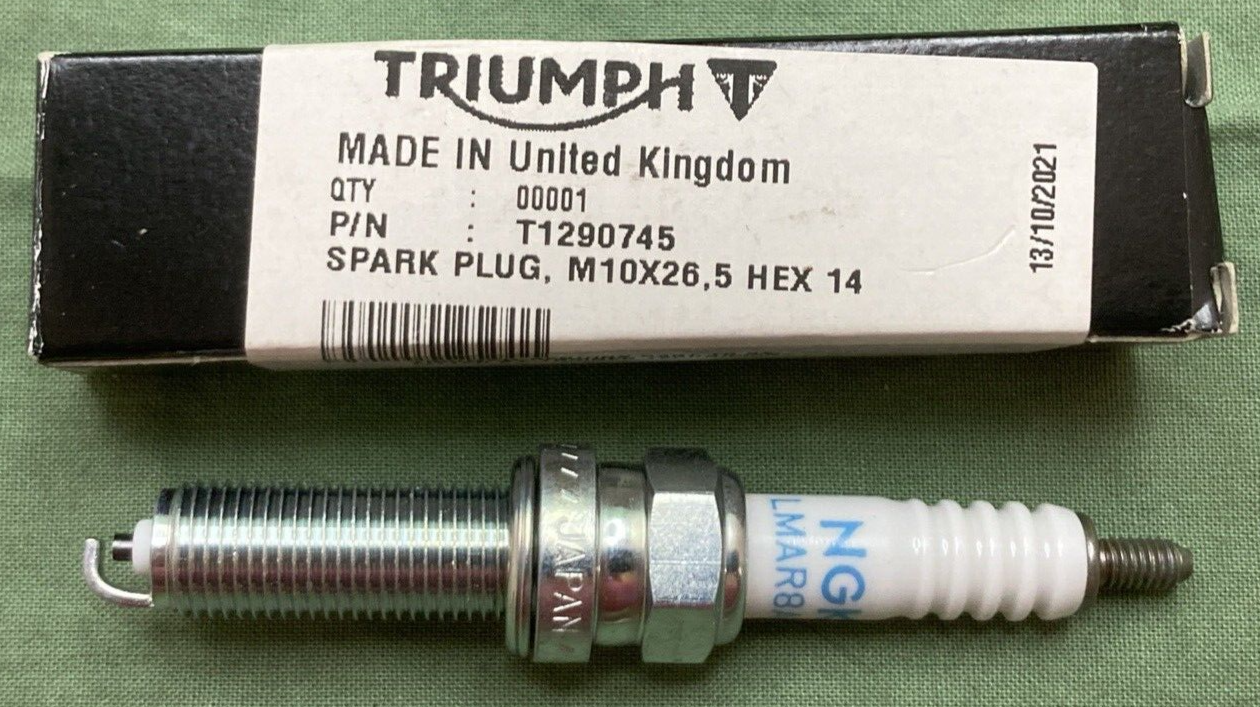 TRIUMPH
MADE IN United Kingdom
QTY : 00001
P/N : T1290745
SPARK PLUG, M10X26,5 HEX 14
13/10/2021
JAPAN
NGK
LMAR8